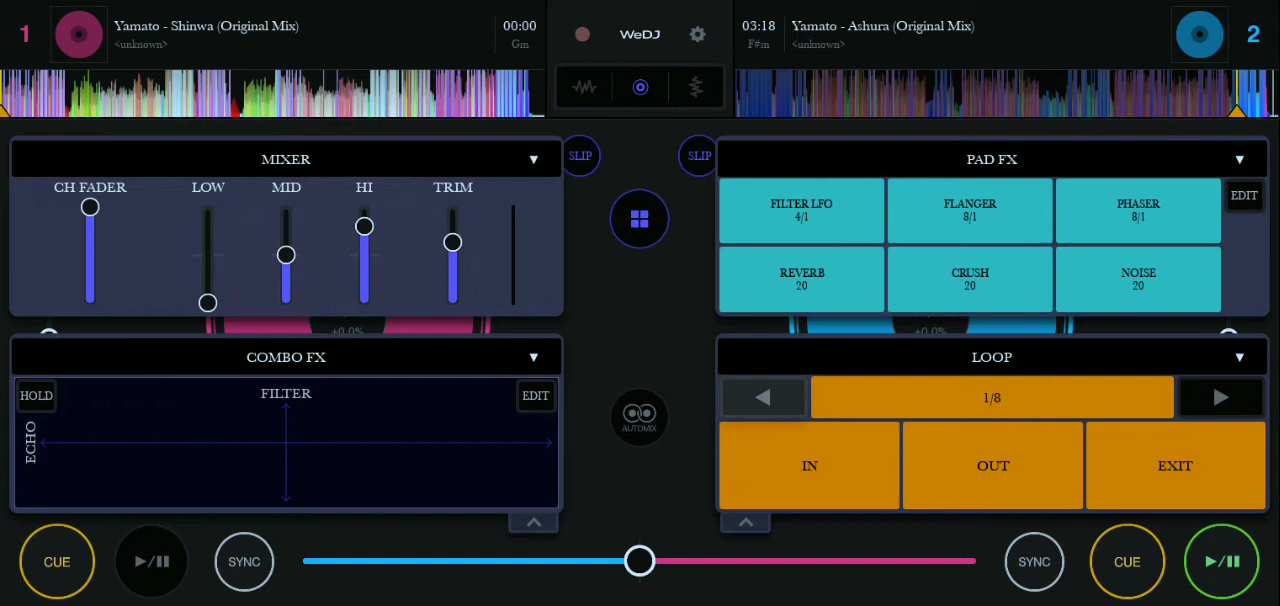 1
Yamato - Shinwa (Original Mix)
<unknown>
00:00
Gm
WeDJ
03:18
F#m
Yamato - Ashura (Original Mix)
<unknown>
2
MIXER
CH FADER
LOW
MID
HI
TRIM
SLIP
SLIP
PAD FX
FILTER LFO
4/1
FLANGER
8/1
PHASER
8/1
EDIT
REVERB
20
CRUSH
20
NOISE
20
±0.0%
±0.0%
COMBO FX
HOLD
FILTER
EDIT
ECHO
AUTOMIX
LOOP
1/8
IN
OUT
EXIT
CUE
SYNC
SYNC
CUE